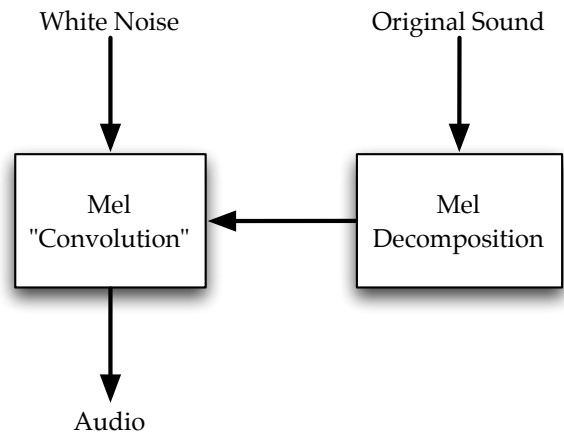 White Noise
Original Sound
Mel
"Convolution"
Mel
Decomposition
Audio